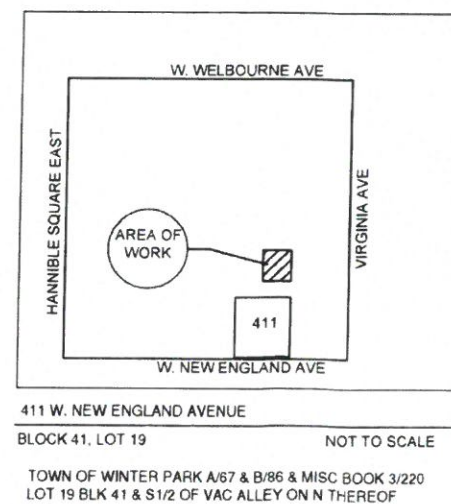 W. WELBOURNE AVE
HANNIBLE SQUARE EAST
VIRGINIA AVE
AREA OF
WORK
411
W. NEW ENGLAND AVE
411 W. NEW ENGLAND AVENUE
BLOCK 41, LOT 19 NOT TO SCALE
TOWN OF WINTER PARK A/67 & B/86 & MISC BOOK 3/220
LOT 19 BLK 41 & S1/2 OF VAC ALLEY ON N THEREOF